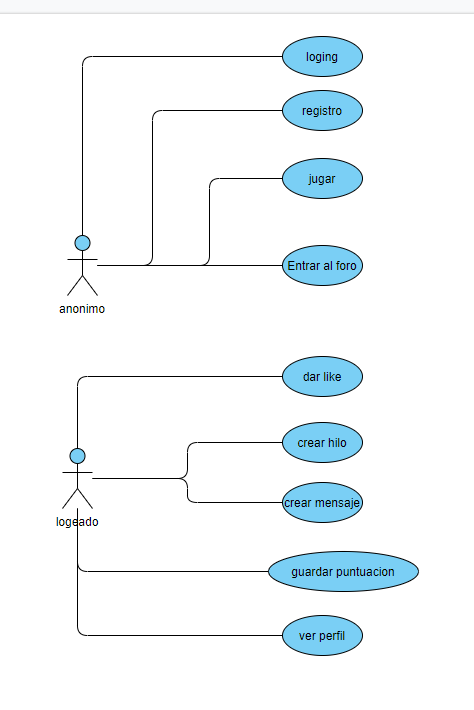 loging
registro
jugar
Entrar al foro
anonimo
dar like
crear hilo
crear mensaje
logeado
guardar puntuacion
ver perfil